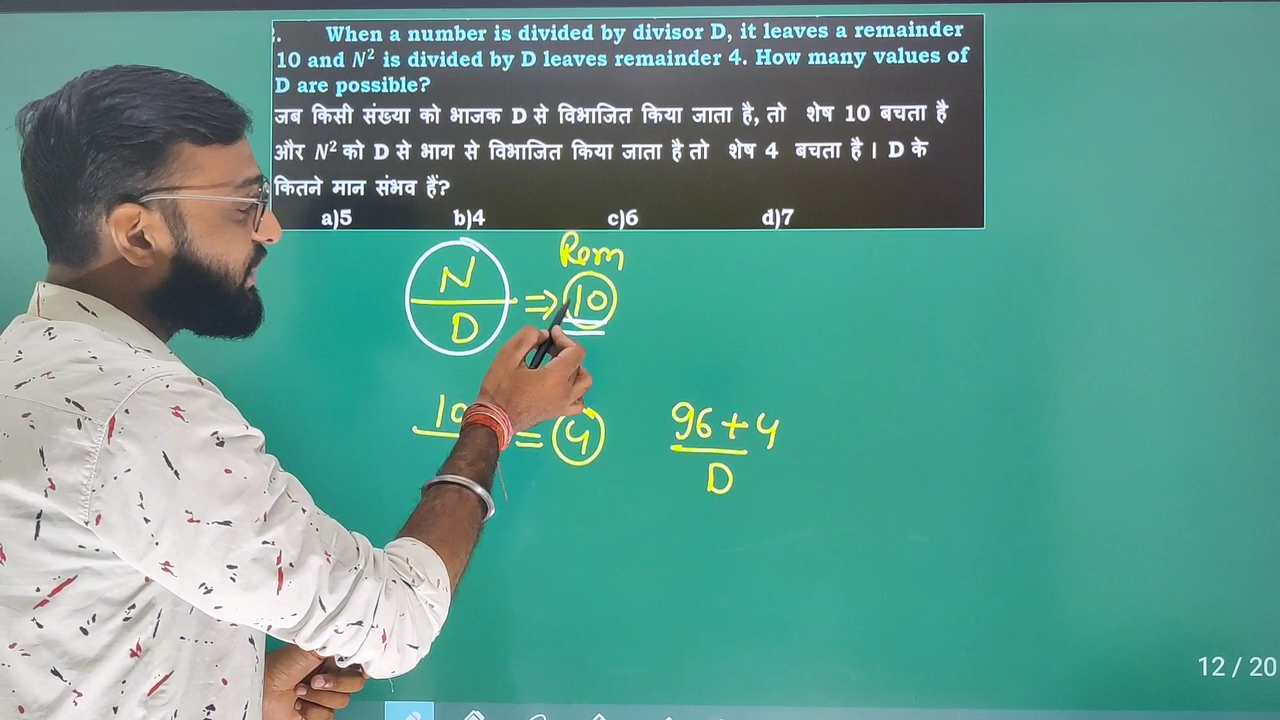 When a number is divided by divisor D, it leaves a remainder
10 and N² is divided by D leaves remainder 4. How many values of
D are possible?
जब किसी संख्या को भाजक D से विभाजित किया जाता है, तो शेष 10 बचता है
और N² को D से भाग से विभाजित किया जाता है तो शेष 4 बचता है। D के
कितने मान संभव हैं?
a)5 b)4 c)6 d)7
Rem
N
D
⇒ 10
10
= 4
96+4
D
12 / 20